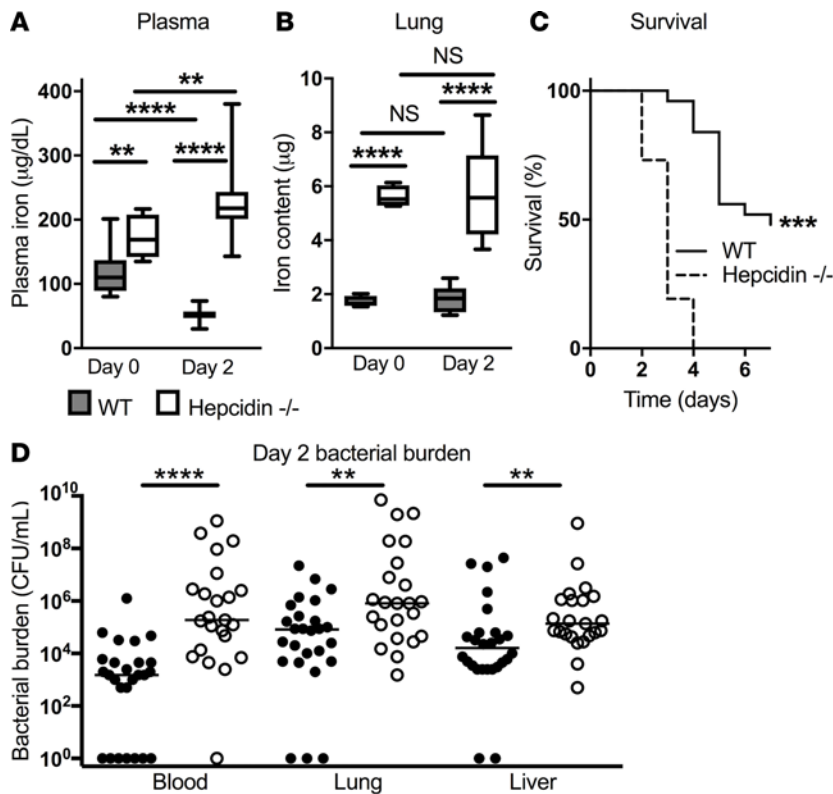 A Plasma
Plasma iron (μg/dL)
400
300
200
100
0
**
****
** ****
Day 0 Day 2
WT Hepcidin -/-
B Lung
Iron content (μg)
10
8
6
4
2
0
NS
****
NS
****
Day 0 Day 2
C Survival
Survival (%)
100
50
0
***
WT
Hepcidin -/-
0 2 4 6
Time (days)
D Day 2 bacterial burden
Bacterial burden (CFU/mL)
10^10
10^8
10^6
10^4
10^2
10^0
**** ** **
Blood Lung Liver